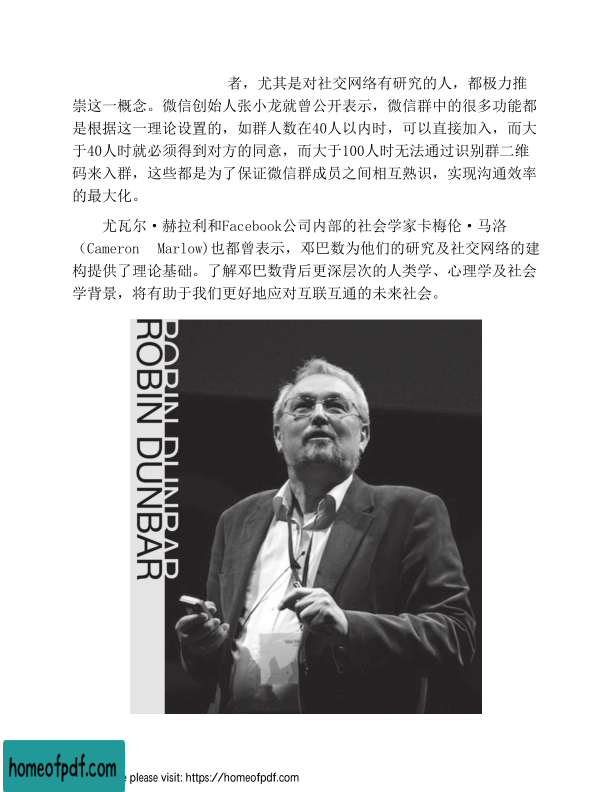 者，尤其是对社交网络有研究的人，都极力推
崇这一概念。微信创始人张小龙就曾公开表示，微信群中的很多功能都
是根据这一理论设置的，如群人数在40人以内时，可以直接加入，而大
于40人时就必须得到对方的同意，而大于100人时无法通过识别群二维
码来入群，这些都是为了保证微信群成员之间相互熟识，实现沟通效率
的最大化。
尤瓦尔·赫拉利和Facebook公司内部的社会学家卡梅伦·马洛
（Cameron Marlow)也都曾表示，邓巴数为他们的研究及社交网络的建
构提供了理论基础。了解邓巴数背后更深层次的人类学、心理学及社会
学背景，将有助于我们更好地应对互联互通的未来社会。
ROBIN DUNBAR
ROBIN DUNBAR
homeofpdf.com
e please visit: https://homeofpdf.com